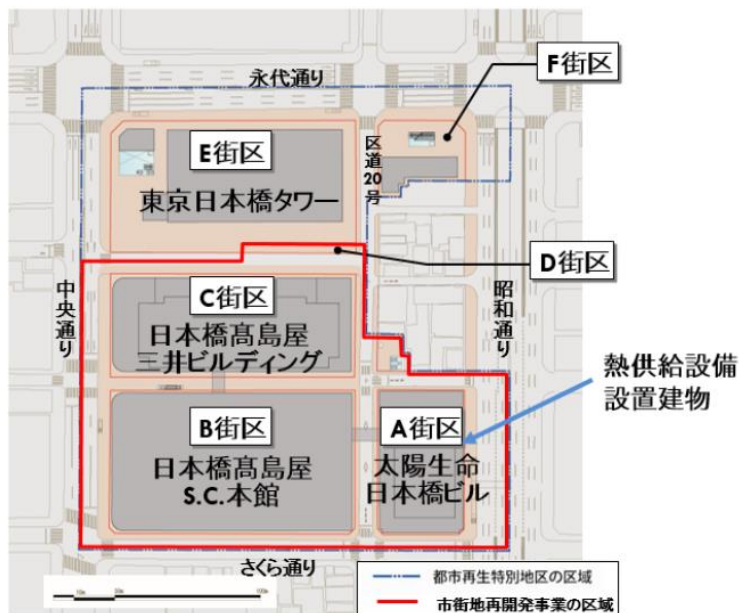 永代通り
F街区
E街区
東京日本橋タワー
区道20号
D街区
中央通り
C街区
日本橋髙島屋
三井ビルディング
昭和通り
熱供給設備
設置建物
B街区
日本橋髙島屋
S.C.本館
A街区
太陽生命
日本橋ビル
さくら通り
都市再生特別地区の区域
市街地再開発事業の区域